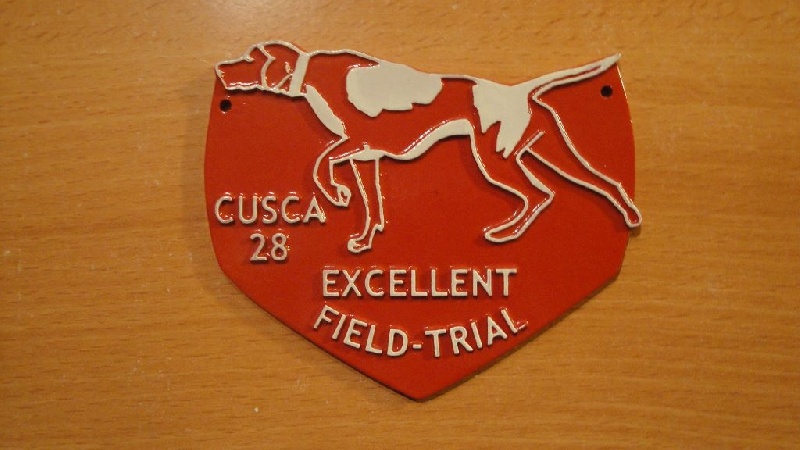 CUSCA
28
EXCELLENT
FIELD-TRIAL